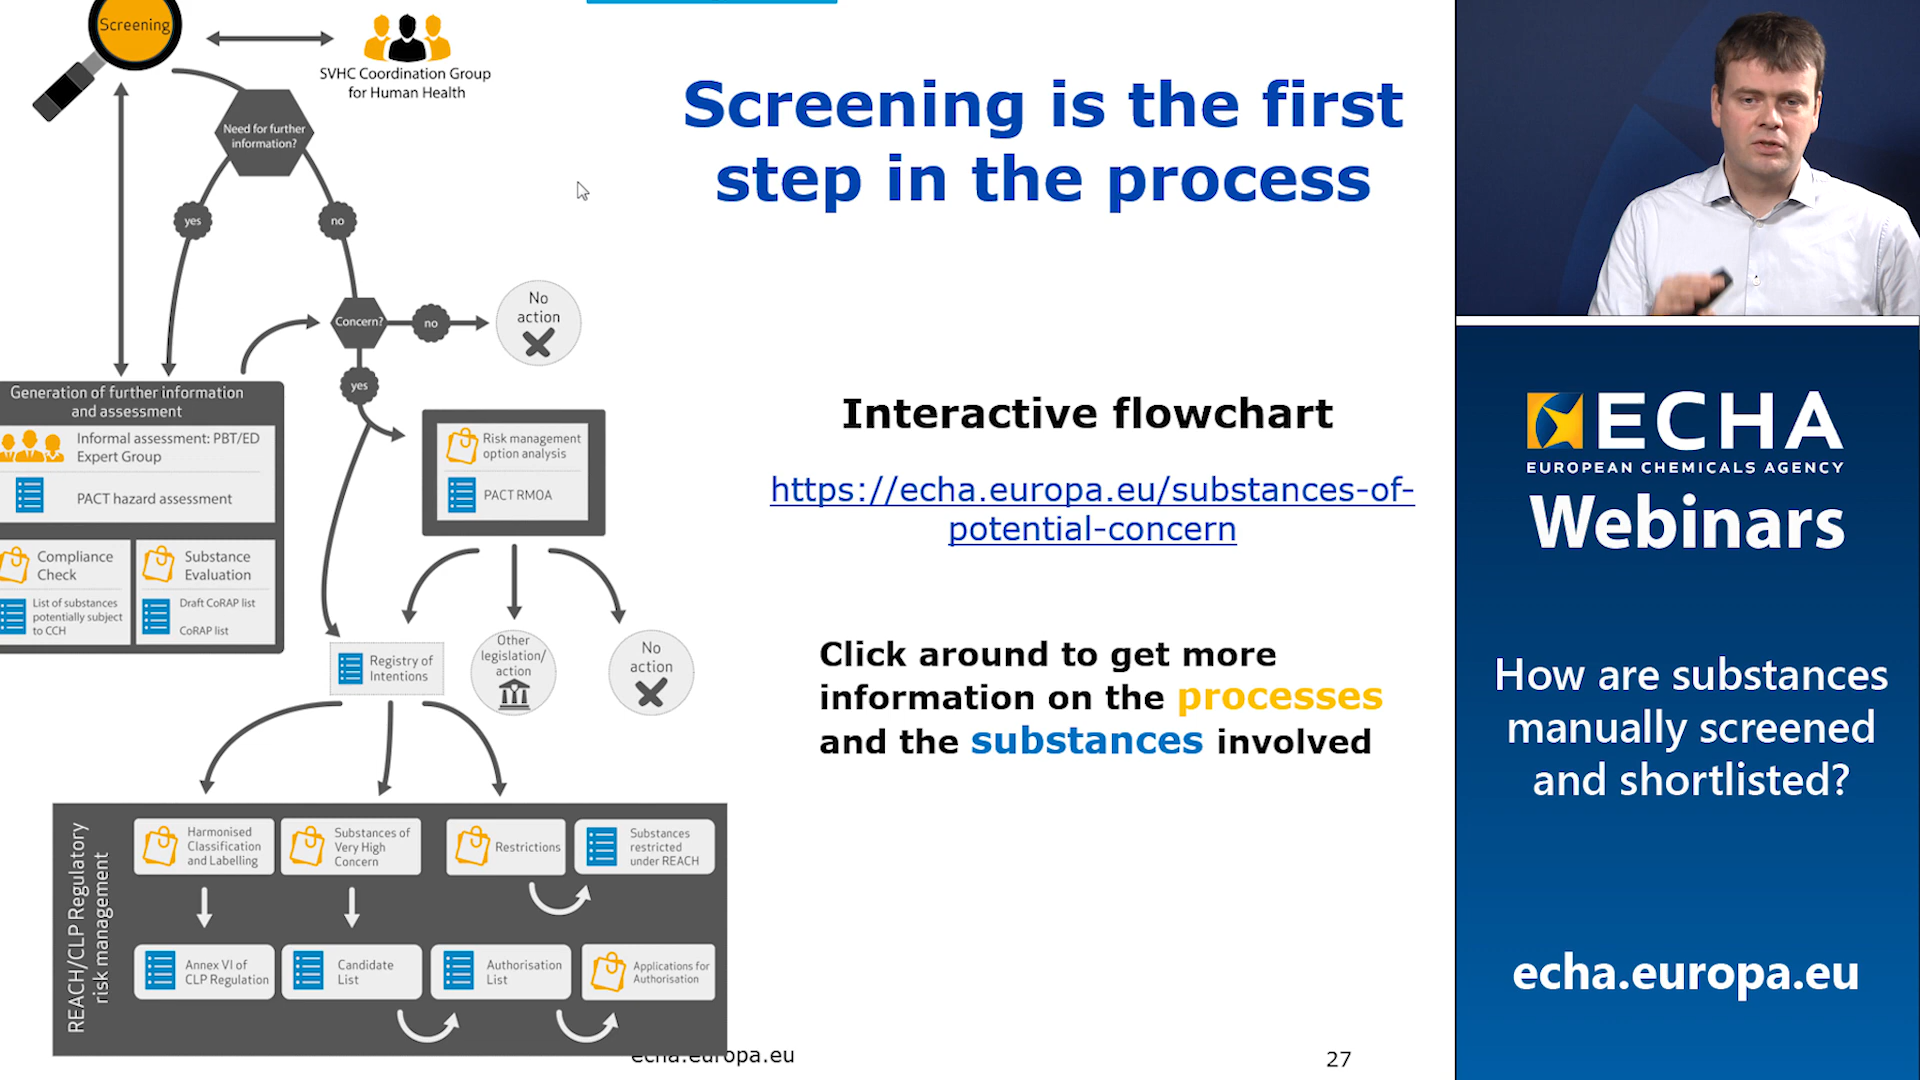 Screening
SVHC Coordination Group
for Human Health
Need for further
information?
yes
no
Concern?
no
No
action
yes
Generation of further information
and assessment
Informal assessment: PBT/ED
Expert Group
PACT hazard assessment
Compliance
Check
List of substances
potentially subject
to CCH
Substance
Evaluation
Draft CoRAP list
CoRAP list
Risk management
option analysis
PACT RMOA
Registry of
Intentions
Other
legislation/
action
No
action
REACH/CLP Regulatory
risk management
Harmonised
Classification
and Labelling
Substances of
Very High
Concern
Restrictions
Substances
restricted
under REACH
Annex VI of
CLP Regulation
Candidate
List
Authorisation
List
Applications for
Authorisation
Screening is the first
step in the process
Interactive flowchart
https://echa.europa.eu/substances-of-
potential-concern
Click around to get more
information on the processes
and the substances involved
echa.europa.eu
27
ECHA
EUROPEAN CHEMICALS AGENCY
Webinars
How are substances
manually screened
and shortlisted?
echa.europa.eu